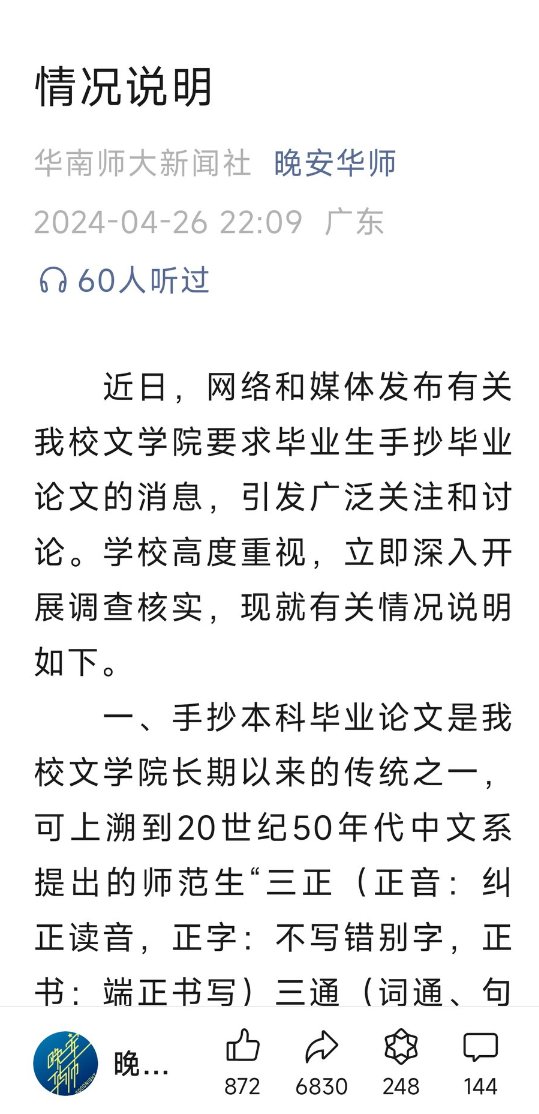 情况说明
华南师大新闻社 晚安华师
2024-04-26 22:09 广东
60人听过
近日，网络和媒体发布有关
我校文学院要求毕业生手抄毕业
论文的消息，引发广泛关注和讨
论。学校高度重视，立即深入开
展调查核实，现就有关情况说明
如下。
一、手抄本科毕业论文是我
校文学院长期以来的传统之一，
可上溯到20世纪50年代中文系
提出的师范生“三正（正音：纠
正读音，正字：不写错别字，正
书：端正书写）三通（词通、句
晚安华师
晚...
872 6830 248 144